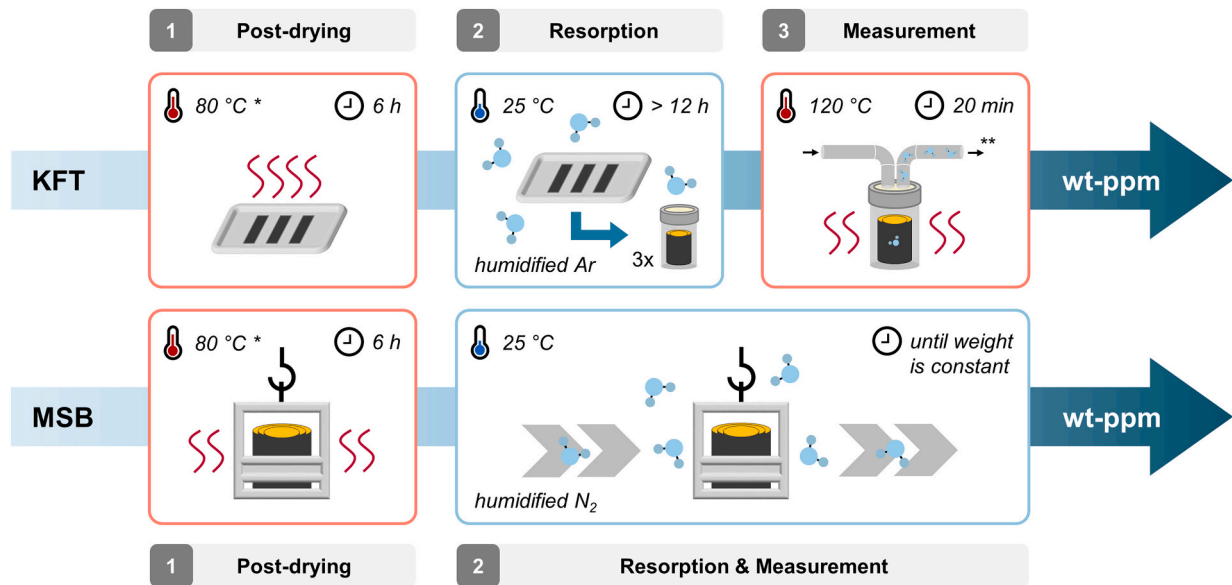 1 Post-drying
2 Resorption
3 Measurement
KFT
80 °C *
6 h
25 °C
> 12 h
humidified Ar
3x
120 °C
20 min
**
wt-ppm
MSB
80 °C *
6 h
25 °C
until weight
is constant
humidified N₂
wt-ppm
1 Post-drying
2 Resorption & Measurement